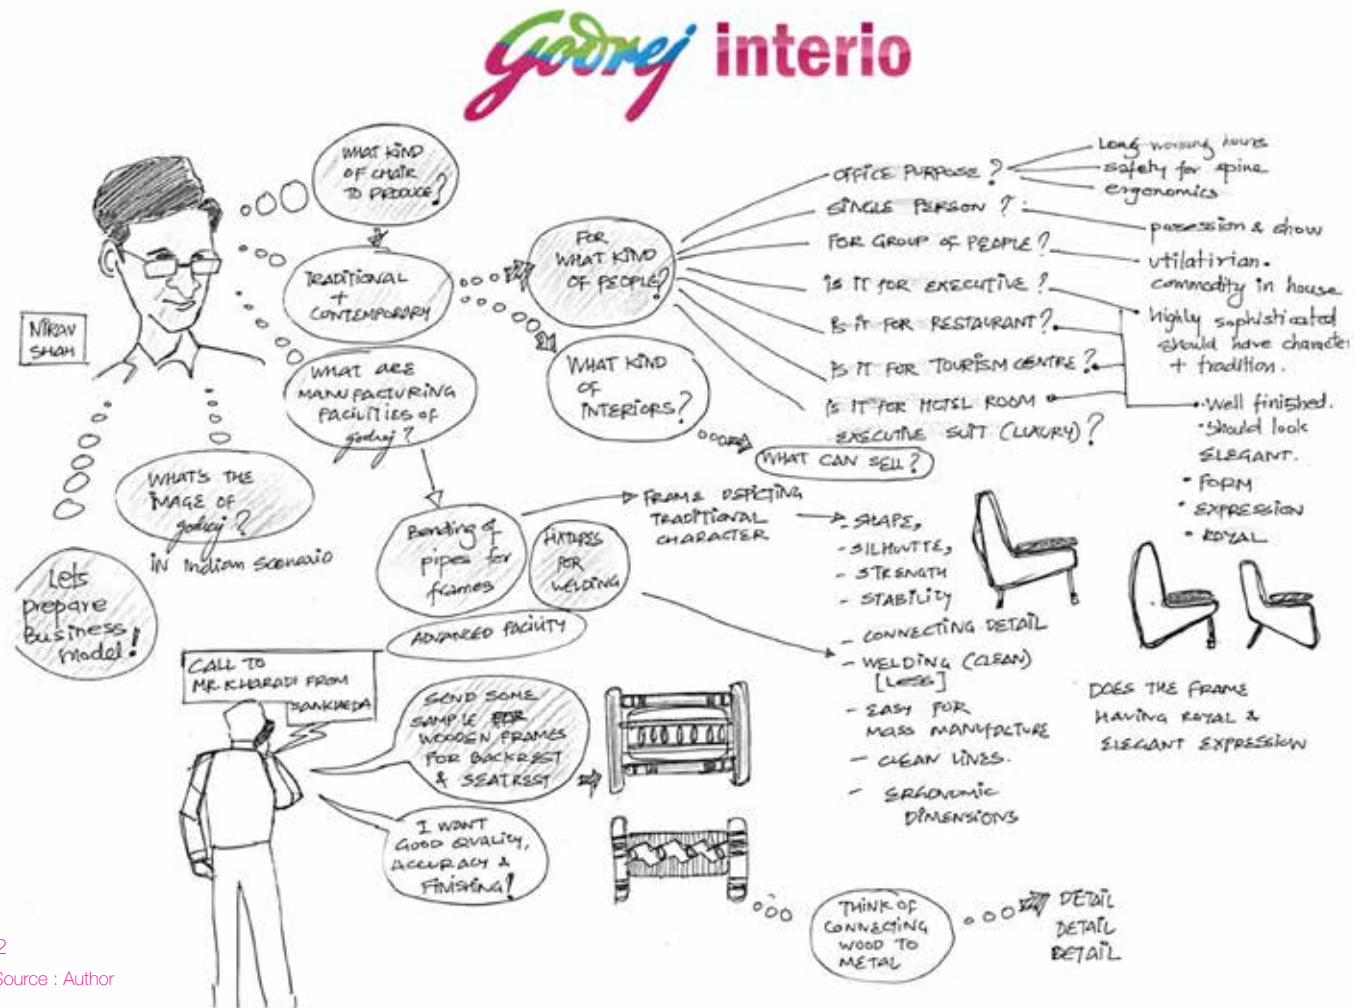 Godrej interio
WHAT KIND
OF CHAIR
TO PRODUCE?
TRADITIONAL
+
CONTEMPORARY
NIRAV
SHAH
WHAT ARE
MANUFACTURING
FACILITIES OF
godrej?
WHAT'S THE
IMAGE OF
godrej?
IN Indian Scenario
Lets
prepare
Business
Model!
FOR
WHAT KIND
OF PEOPLE?
WHAT KIND
OF
INTERIORS?
WHAT CAN SELL?
OFFICE PURPOSE?
SINGLE PERSON?
FOR GROUP OF PEOPLE?
IS IT FOR EXECUTIVE?
IS IT FOR RESTAURANT?
IS IT FOR TOURISM CENTRE?
IS IT FOR HOTEL ROOM
EXECUTIVE SUIT (LUXURY)?
Long working hours
safety for spine
ergonomics
posession & show
utilatirian.
commodity in house
highly sophisticated
should have character
+ tradition.
• Well finished.
• Should look
ELEGANT.
• FORM
• EXPRESSION
• ROYAL
Bending of
pipes for
frames
FIXTURES
FOR
WELDING
ADVANCED FACILITY
FRAME DEPICTING
TRADITIONAL
CHARACTER
- SHAPE,
- SILHUTTE,
- STRENGTH
- STABILITY
- CONNECTING DETAIL
- WELDING (CLEAN)
[LESS]
- EASY FOR
MASS MANUFACTURE
- CLEAN LINES.
- ERGONOMIC
DIMENSIONS
DOES THE FRAME
HAVING ROYAL &
ELEGANT EXPRESSION
CALL TO
MR. KHARADI FROM
SANKHEDA
SEND SOME
SAMPLE FOR
WOODEN FRAMES
FOR BACKREST
& SEATREST
I WANT
GOOD QUALITY,
ACCURACY &
FINISHING!
THINK OF
CONNECTING
WOOD TO
METAL
DETAIL
DETAIL
DETAIL
2
Source : Author